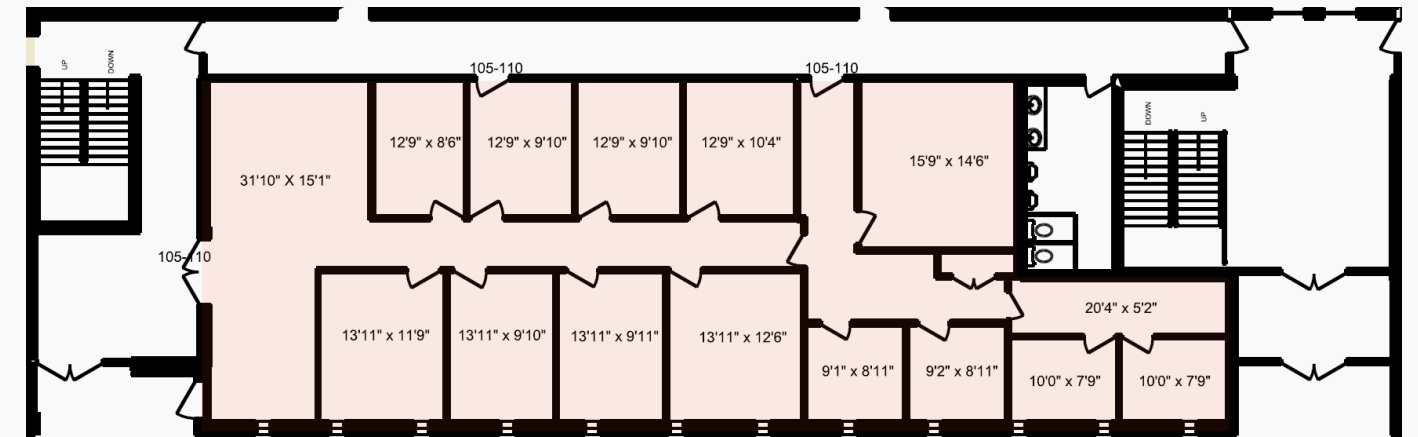 UP
DOWN
105-110
105-110
DOWN
UP
12'9" x 8'6"
12'9" x 9'10"
12'9" x 9'10"
12'9" x 10'4"
15'9" x 14'6"
31'10" X 15'1"
105-110
20'4" x 5'2"
13'11" x 11'9"
13'11" x 9'10"
13'11" x 9'11"
13'11" x 12'6"
9'1" x 8'11"
9'2" x 8'11"
10'0" x 7'9"
10'0" x 7'9"